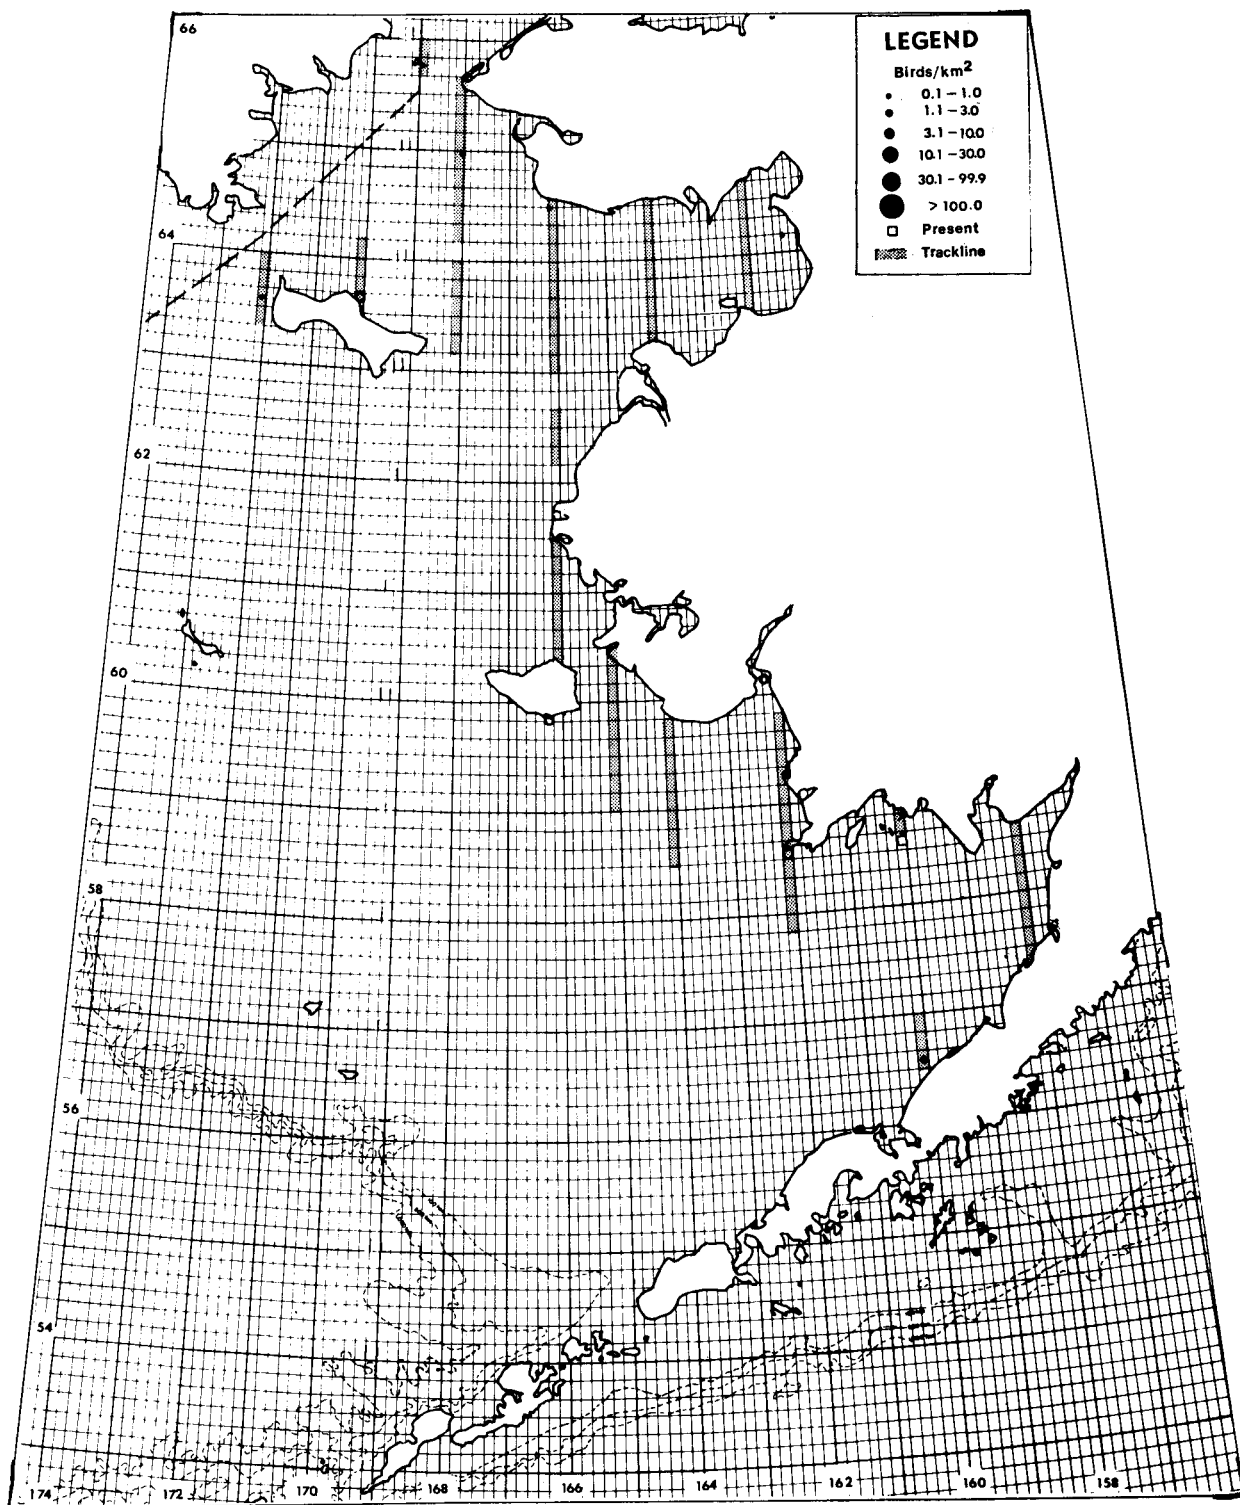 66
LEGEND
Birds/km²
0.1 – 1.0
1.1 – 3.0
3.1 – 10.0
10.1 – 30.0
30.1 – 99.9
> 100.0
Present
Trackline
64
62
60
58
56
54
174 172 170 168 166 164 162 160 158